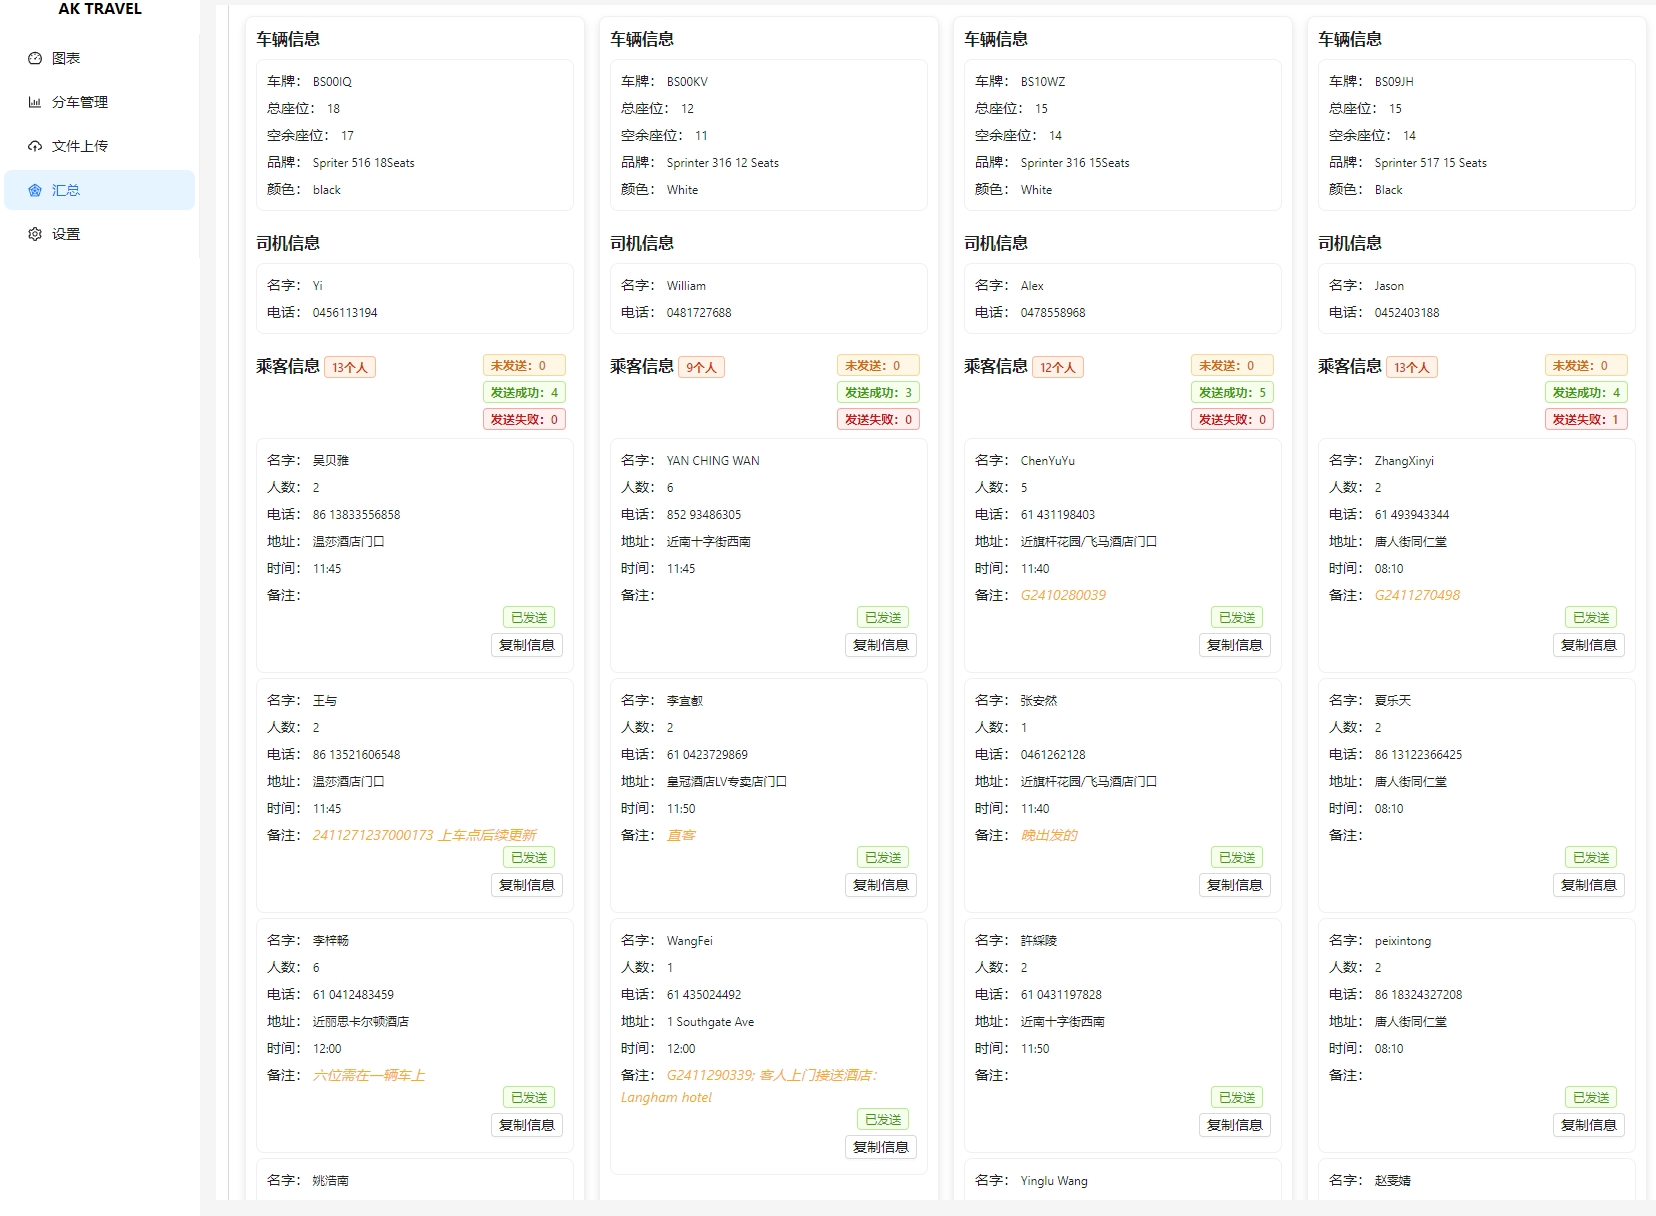 AK TRAVEL
图表
分车管理
文件上传
汇总
设置
车辆信息
车牌： BS00IQ
总座位： 18
空余座位： 17
品牌： Spriter 516 18Seats
颜色： black
司机信息
名字： Yi
电话： 0456113194
乘客信息 13个人
未发送：0
发送成功：4
发送失败：0
名字： 吴贝雅
人数： 2
电话： 86 13833556858
地址： 温莎酒店门口
时间： 11:45
备注：
已发送
复制信息
名字： 王与
人数： 2
电话： 86 13521606548
地址： 温莎酒店门口
时间： 11:45
备注： 2411271237000173 上车点后续更新
已发送
复制信息
名字： 李梓畅
人数： 6
电话： 61 0412483459
地址： 近丽思卡尔顿酒店
时间： 12:00
备注： 六位需在一辆车上
已发送
复制信息
名字： 姚浩南
车辆信息
车牌： BS00KV
总座位： 12
空余座位： 11
品牌： Sprinter 316 12 Seats
颜色： White
司机信息
名字： William
电话： 0481727688
乘客信息 9个人
未发送：0
发送成功：3
发送失败：0
名字： YAN CHING WAN
人数： 6
电话： 852 93486305
地址： 近南十字街西南
时间： 11:45
备注：
已发送
复制信息
名字： 李宜叡
人数： 2
电话： 61 0423729869
地址： 皇冠酒店LV专卖店门口
时间： 11:50
备注： 直客
已发送
复制信息
名字： WangFei
人数： 1
电话： 61 435024492
地址： 1 Southgate Ave
时间： 12:00
备注： G2411290339; 客人上门接送酒店：
Langham hotel
已发送
复制信息
车辆信息
车牌： BS10WZ
总座位： 15
空余座位： 14
品牌： Sprinter 316 15Seats
颜色： White
司机信息
名字： Alex
电话： 0478558968
乘客信息 12个人
未发送：0
发送成功：5
发送失败：0
名字： ChenYuYu
人数： 5
电话： 61 431198403
地址： 近旗杆花园/飞马酒店门口
时间： 11:40
备注： G2410280039
已发送
复制信息
名字： 张安然
人数： 1
电话： 0461262128
地址： 近旗杆花园/飞马酒店门口
时间： 11:40
备注： 晚出发的
已发送
复制信息
名字： 許綵陵
人数： 2
电话： 61 0431197828
地址： 近南十字街西南
时间： 11:50
备注：
已发送
复制信息
名字： Yinglu Wang
车辆信息
车牌： BS09JH
总座位： 15
空余座位： 14
品牌： Sprinter 517 15 Seats
颜色： Black
司机信息
名字： Jason
电话： 0452403188
乘客信息 13个人
未发送：0
发送成功：4
发送失败：1
名字： ZhangXinyi
人数： 2
电话： 61 493943344
地址： 唐人街同仁堂
时间： 08:10
备注： G2411270498
已发送
复制信息
名字： 夏乐天
人数： 2
电话： 86 13122366425
地址： 唐人街同仁堂
时间： 08:10
备注：
已发送
复制信息
名字： peixintong
人数： 2
电话： 86 18324327208
地址： 唐人街同仁堂
时间： 08:10
备注：
已发送
复制信息
名字： 赵雯婧